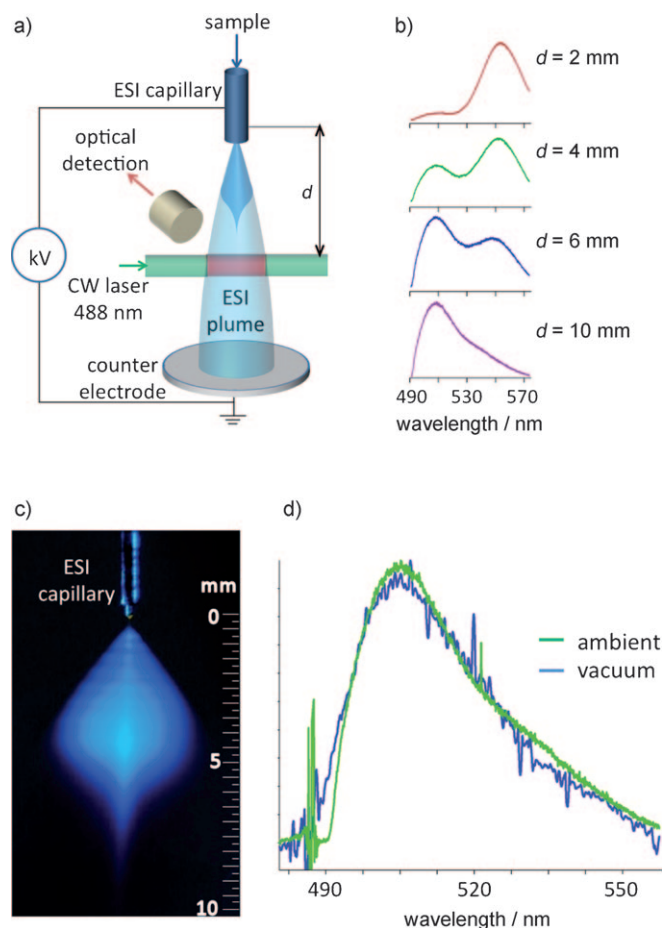 a)
sample
ESI capillary
optical
detection
d
kV
CW laser
488 nm
ESI
plume
counter
electrode
b)
d = 2 mm
d = 4 mm
d = 6 mm
d = 10 mm
490 530 570
wavelength / nm
c)
ESI
capillary
mm
0
5
10
d)
ambient
vacuum
490 520 550
wavelength / nm